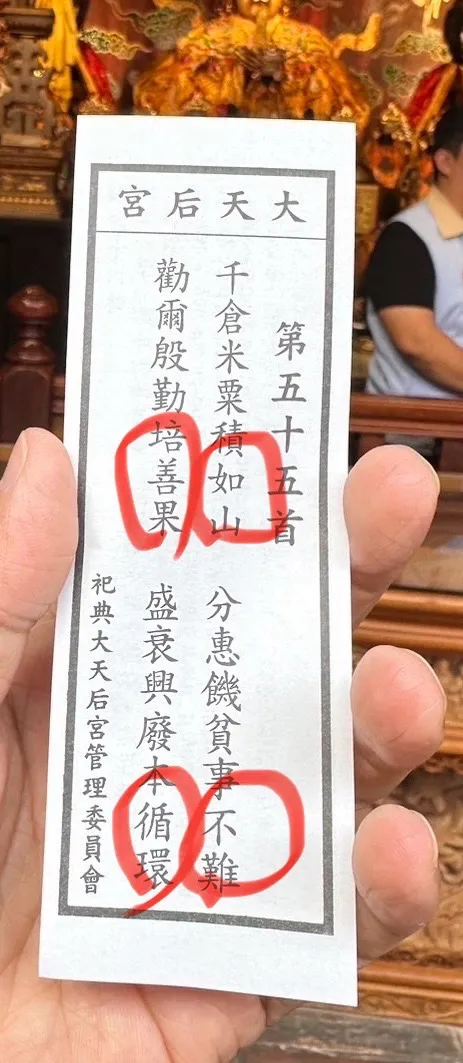 大天后宮
第五十五首
千倉米粟積如山
分惠饑貧事不難
勸爾殷勤培善果
盛衰興廢本循環
祀典大天后宮管理委員會